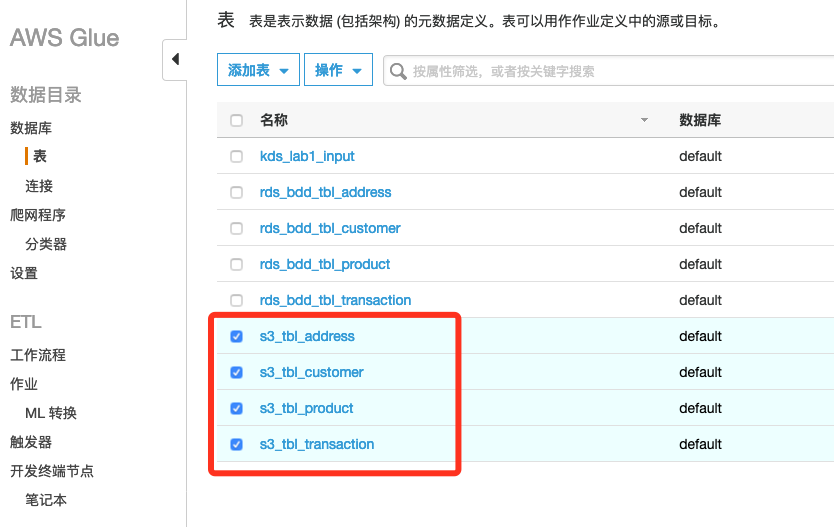 AWS Glue
数据目录
数据库
表
连接
爬网程序
分类器
设置
ETL
工作流程
作业
ML 转换
触发器
开发终端节点
笔记本
表 表是表示数据 (包括架构) 的元数据定义。表可以用作作业定义中的源或目标。
添加表 操作 按属性筛选，或者按关键字搜索
名称 数据库
kds_lab1_input default
rds_bdd_tbl_address default
rds_bdd_tbl_customer default
rds_bdd_tbl_product default
rds_bdd_tbl_transaction default
s3_tbl_address default
s3_tbl_customer default
s3_tbl_product default
s3_tbl_transaction default